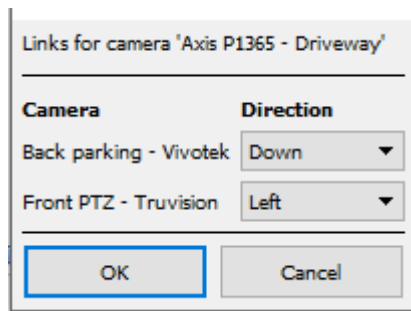 Links for camera 'Axis P1365 - Driveway'
Camera Direction
Back parking - Vivotek Down
Front PTZ - Truvision Left
OK Cancel